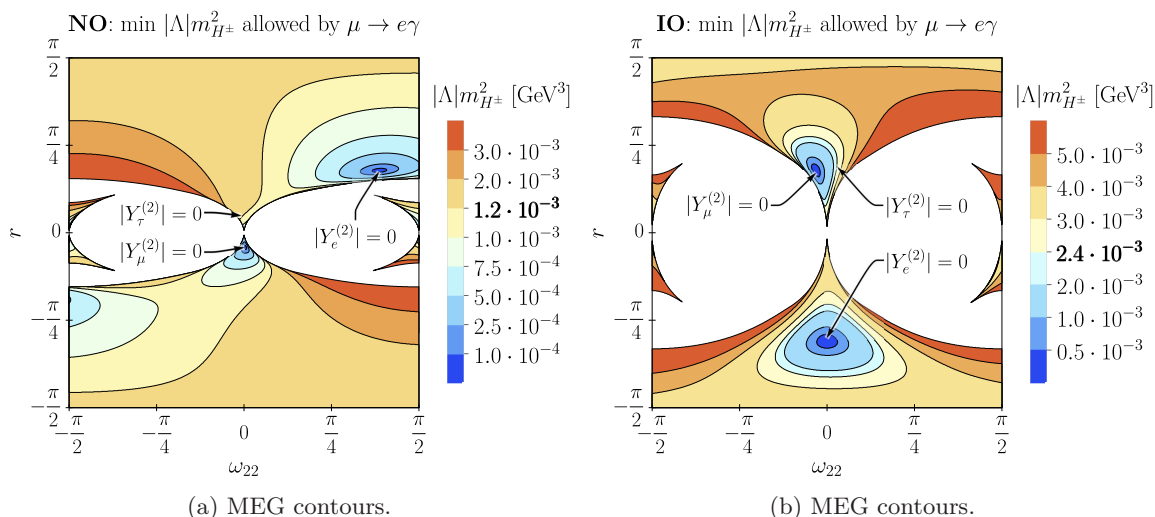 NO: min |Λ|m²_{H±} allowed by μ → eγ
π/2
π/4
0
−π/4
−π/2
r
−π/2
−π/4
0
π/4
π/2
ω₂₂
|Y_τ^{(2)}| = 0
|Y_μ^{(2)}| = 0
|Y_e^{(2)}| = 0
|Λ|m²_{H±} [GeV³]
3.0 · 10⁻³
2.0 · 10⁻³
1.2 · 10⁻³
1.0 · 10⁻³
7.5 · 10⁻⁴
5.0 · 10⁻⁴
2.5 · 10⁻⁴
1.0 · 10⁻⁴
(a) MEG contours.
IO: min |Λ|m²_{H±} allowed by μ → eγ
π/2
π/4
0
−π/4
−π/2
r
−π/2
−π/4
0
π/4
π/2
ω₂₂
|Y_μ^{(2)}| = 0
|Y_τ^{(2)}| = 0
|Y_e^{(2)}| = 0
|Λ|m²_{H±} [GeV³]
5.0 · 10⁻³
4.0 · 10⁻³
3.0 · 10⁻³
2.4 · 10⁻³
2.0 · 10⁻³
1.0 · 10⁻³
0.5 · 10⁻³
(b) MEG contours.